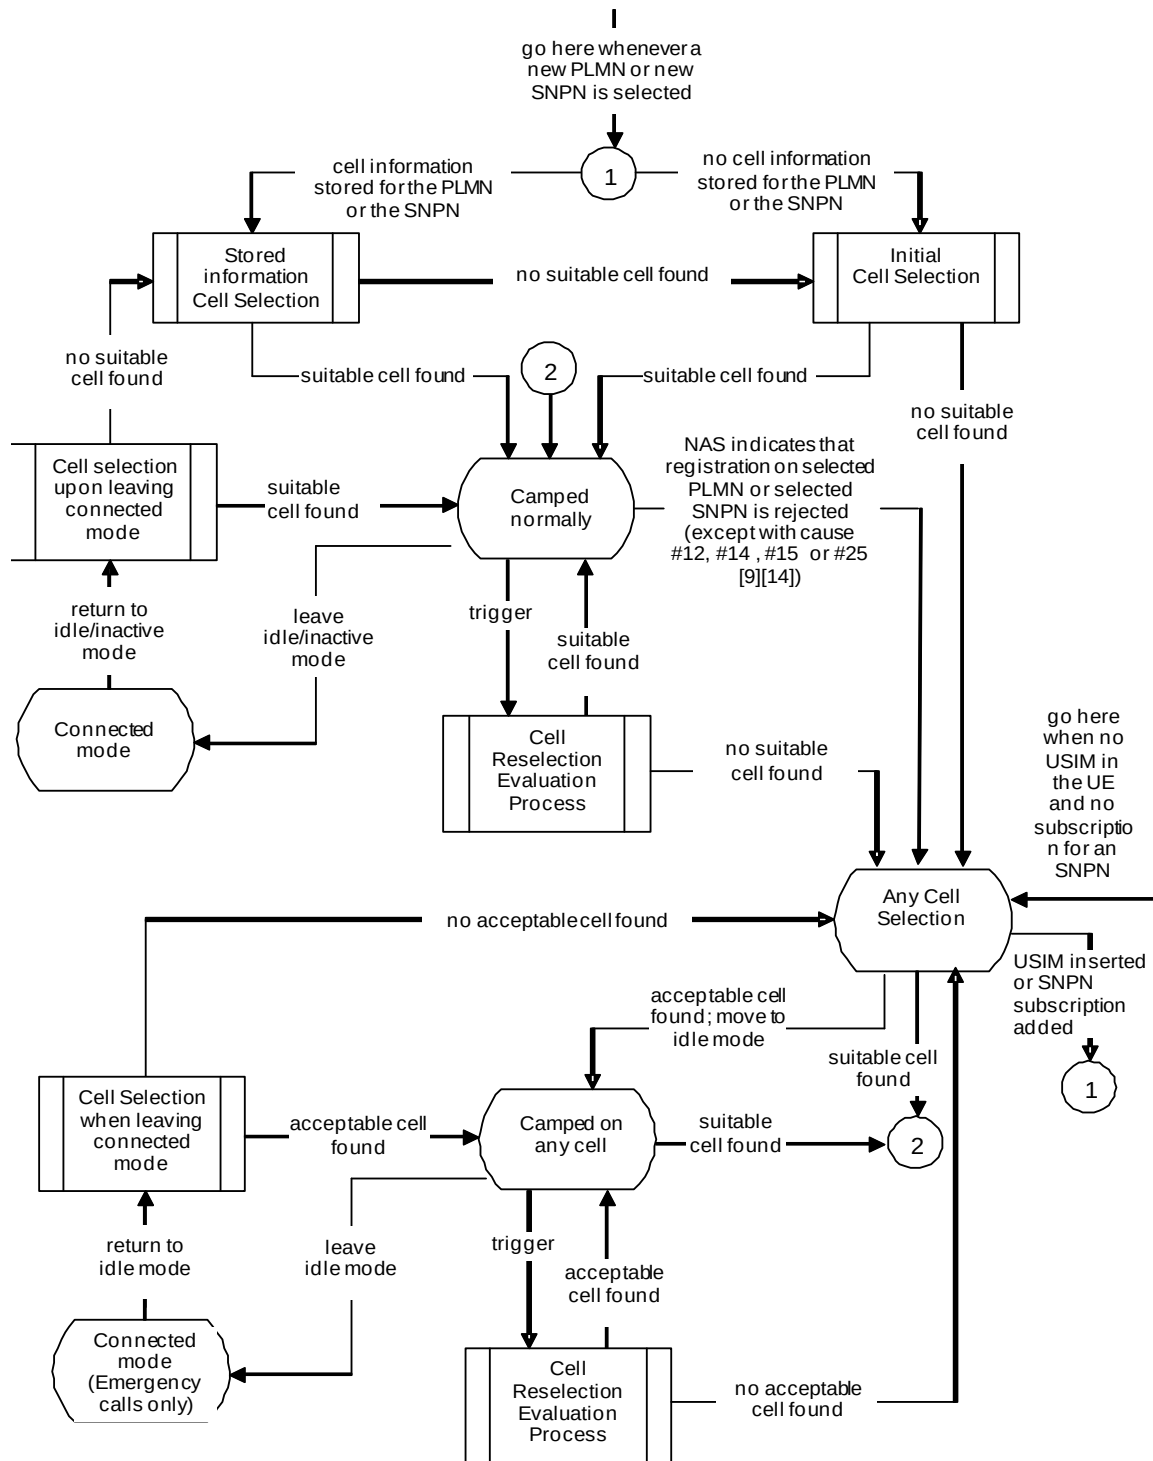 go here whenever a
new PLMN or new
SNPN is selected
1
cell information
stored for the PLMN
or the SNPN
no cell information
stored for the PLMN
or the SNPN
Stored
information
Cell Selection
no suitable cell found
Initial
Cell Selection
no suitable
cell found
suitable cell found
2
suitable cell found
no suitable
cell found
Cell selection
upon leaving
connected
mode
suitable
cell found
Camped
normally
NAS indicates that
registration on selected
PLMN or selected
SNPN is rejected
(except with cause
#12, #14 , #15 or #25
[9][14])
return to
idle/inactive
mode
leave
idle/inactive
mode
trigger
suitable
cell found
Connected
mode
Cell
Reselection
Evaluation
Process
no suitable
cell found
go here
when no
USIM in
the UE
and no
subscriptio
n for an
SNPN
no acceptable cell found
Any Cell
Selection
USIM inserted
or SNPN
subscription
added
acceptable cell
found; move to
idle mode
suitable cell
found
1
Cell Selection
when leaving
connected
mode
acceptable cell
found
Camped on
any cell
suitable
cell found
2
return to
idle mode
leave
idle mode
trigger
acceptable
cell found
Connected
mode
(Emergency
calls only)
Cell
Reselection
Evaluation
Process
no acceptable
cell found